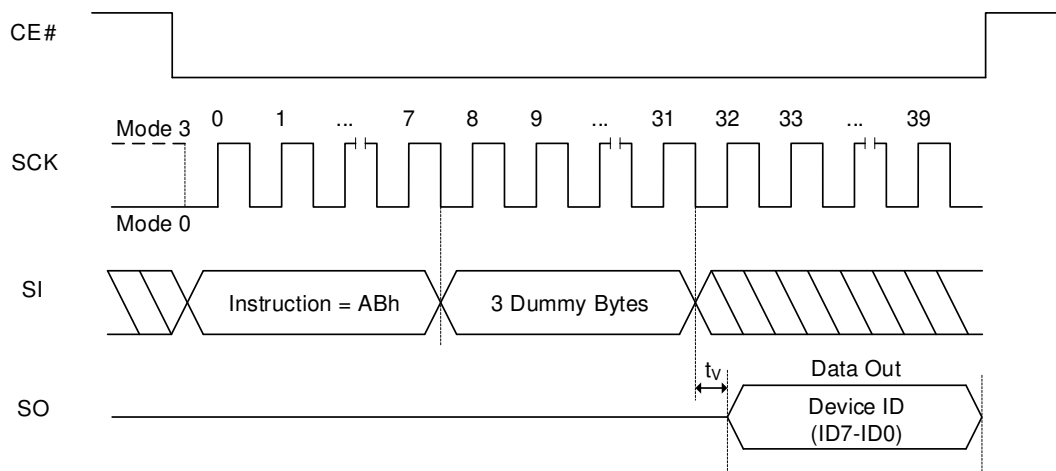 CE#
0 1 ... 7 8 9 ... 31 32 33 ... 39
Mode 3
SCK
Mode 0
SI
Instruction = ABh
3 Dummy Bytes
tV
Data Out
SO
Device ID
(ID7-ID0)